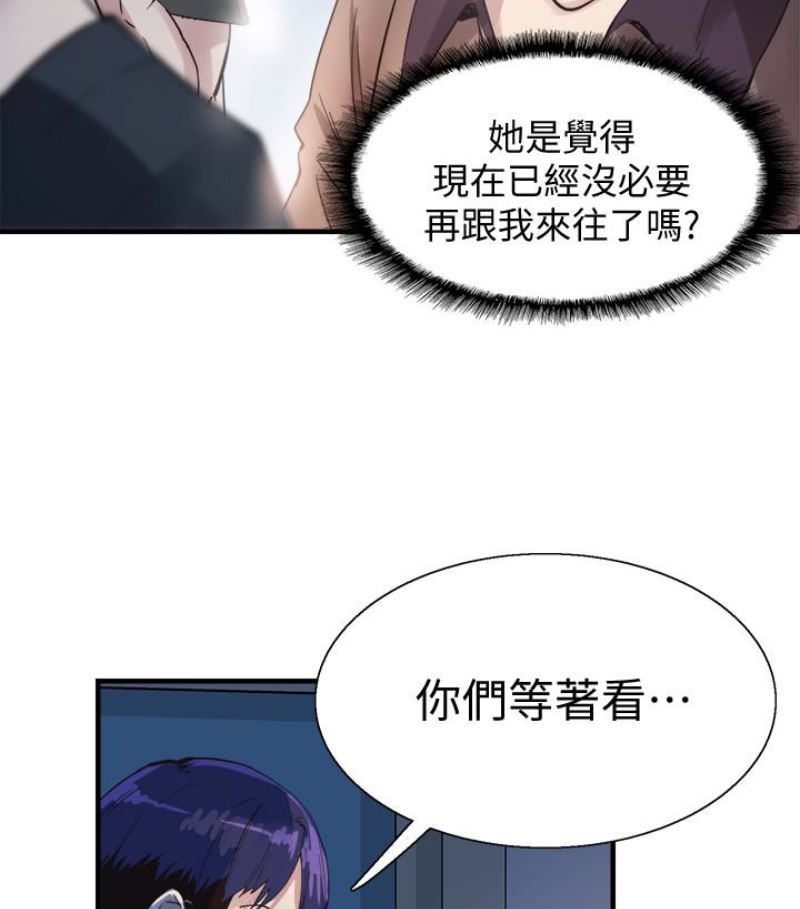 她是覺得
現在已經沒必要
再跟我來往了嗎?
你們等著看…